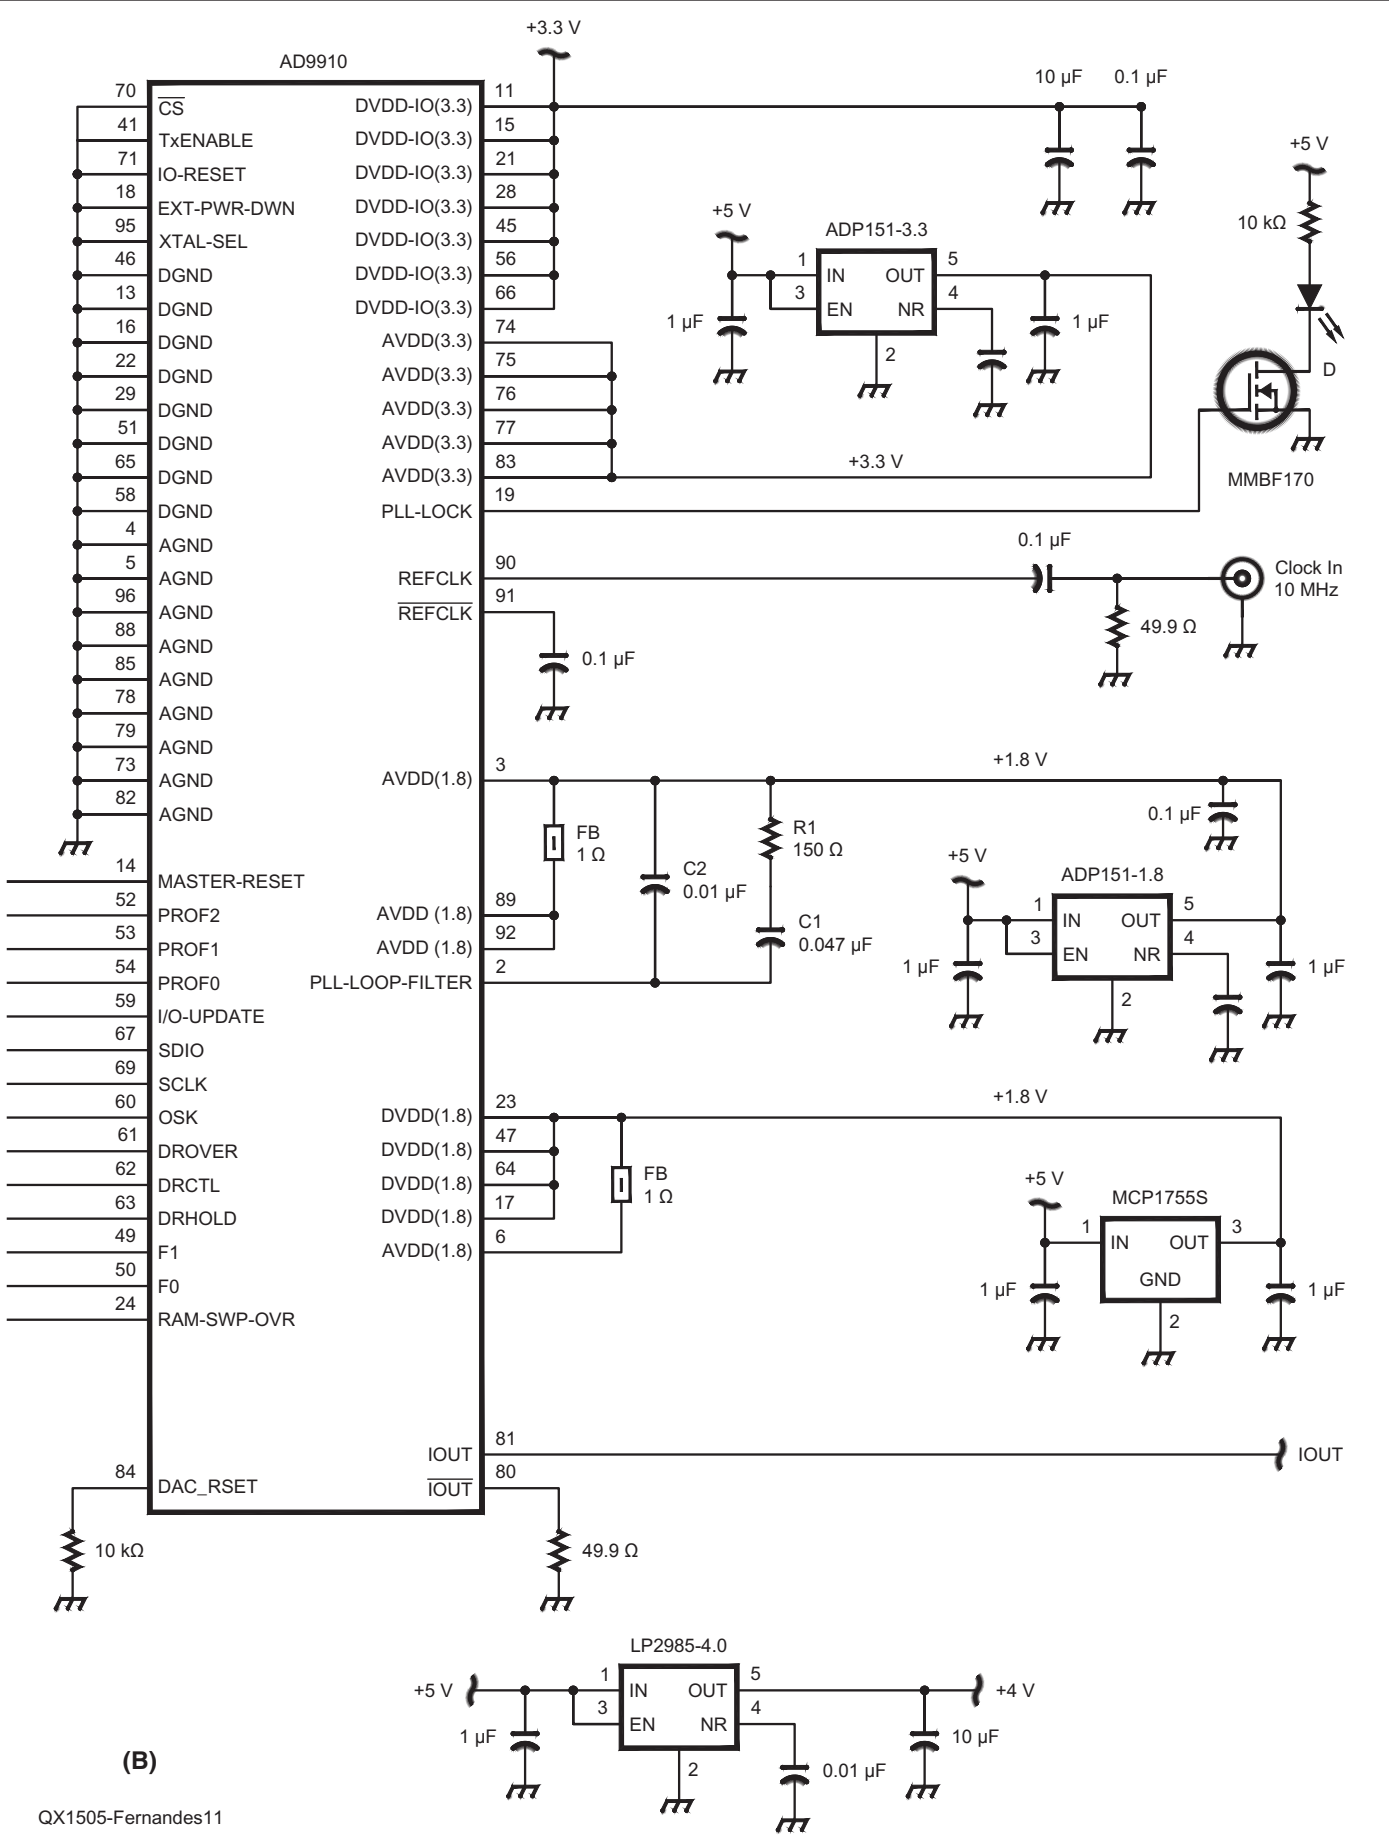 +3.3 V
AD9910
70 CS
41 TxENABLE
71 IO-RESET
18 EXT-PWR-DWN
95 XTAL-SEL
46 DGND
13 DGND
16 DGND
22 DGND
29 DGND
51 DGND
65 DGND
58 DGND
4 AGND
5 AGND
96 AGND
88 AGND
85 AGND
78 AGND
79 AGND
73 AGND
82 AGND
14 MASTER-RESET
52 PROF2
53 PROF1
54 PROF0
59 I/O-UPDATE
67 SDIO
69 SCLK
60 OSK
61 DROVER
62 DRCTL
63 DRHOLD
49 F1
50 F0
24 RAM-SWP-OVR
84 DAC_RSET
10 kΩ
DVDD-IO(3.3) 11
DVDD-IO(3.3) 15
DVDD-IO(3.3) 21
DVDD-IO(3.3) 28
DVDD-IO(3.3) 45
DVDD-IO(3.3) 56
DVDD-IO(3.3) 66
AVDD(3.3) 74
AVDD(3.3) 75
AVDD(3.3) 76
AVDD(3.3) 77
AVDD(3.3) 83
PLL-LOCK 19
REFCLK 90
REFCLK 91
AVDD(1.8) 3
AVDD (1.8) 89
AVDD (1.8) 92
PLL-LOOP-FILTER 2
DVDD(1.8) 23
DVDD(1.8) 47
DVDD(1.8) 64
DVDD(1.8) 17
AVDD(1.8) 6
IOUT 81
IOUT 80
49.9 Ω
10 µF 0.1 µF
+5 V
10 kΩ
D
MMBF170
+5 V
ADP151-3.3
1 IN OUT 5
3 EN NR 4
2
1 µF
1 µF
+3.3 V
0.1 µF
Clock In
10 MHz
49.9 Ω
0.1 µF
+1.8 V
FB
1 Ω
C2
0.01 µF
R1
150 Ω
C1
0.047 µF
0.1 µF
+5 V
ADP151-1.8
1 IN OUT 5
3 EN NR 4
2
1 µF
1 µF
+1.8 V
FB
1 Ω
+5 V
MCP1755S
1 IN OUT 3
GND
2
1 µF
1 µF
IOUT
LP2985-4.0
+5 V
1 IN OUT 5
3 EN NR 4
2
+4 V
1 µF
0.01 µF
10 µF
(B)
QX1505-Fernandes11